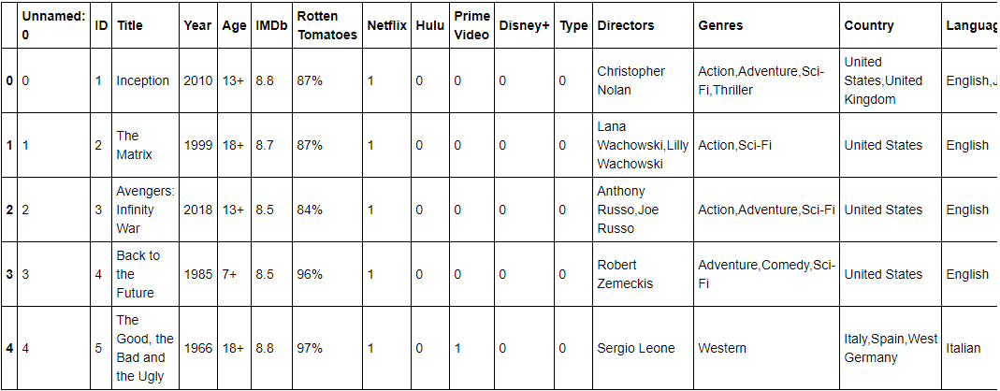 Unnamed: 0 ID Title Year Age IMDb Rotten Tomatoes Netflix Hulu Prime Video Disney+ Type Directors Genres Country Languag
0 0 1 Inception 2010 13+ 8.8 87% 1 0 0 0 0 Christopher Nolan Action,Adventure,Sci-Fi,Thriller United States,United Kingdom English,J
1 1 2 The Matrix 1999 18+ 8.7 87% 1 0 0 0 0 Lana Wachowski,Lilly Wachowski Action,Sci-Fi United States English
2 2 3 Avengers: Infinity War 2018 13+ 8.5 84% 1 0 0 0 0 Anthony Russo,Joe Russo Action,Adventure,Sci-Fi United States English
3 3 4 Back to the Future 1985 7+ 8.5 96% 1 0 0 0 0 Robert Zemeckis Adventure,Comedy,Sci-Fi United States English
4 4 5 The Good, the Bad and the Ugly 1966 18+ 8.8 97% 1 0 1 0 0 Sergio Leone Western Italy,Spain,West Germany Italian